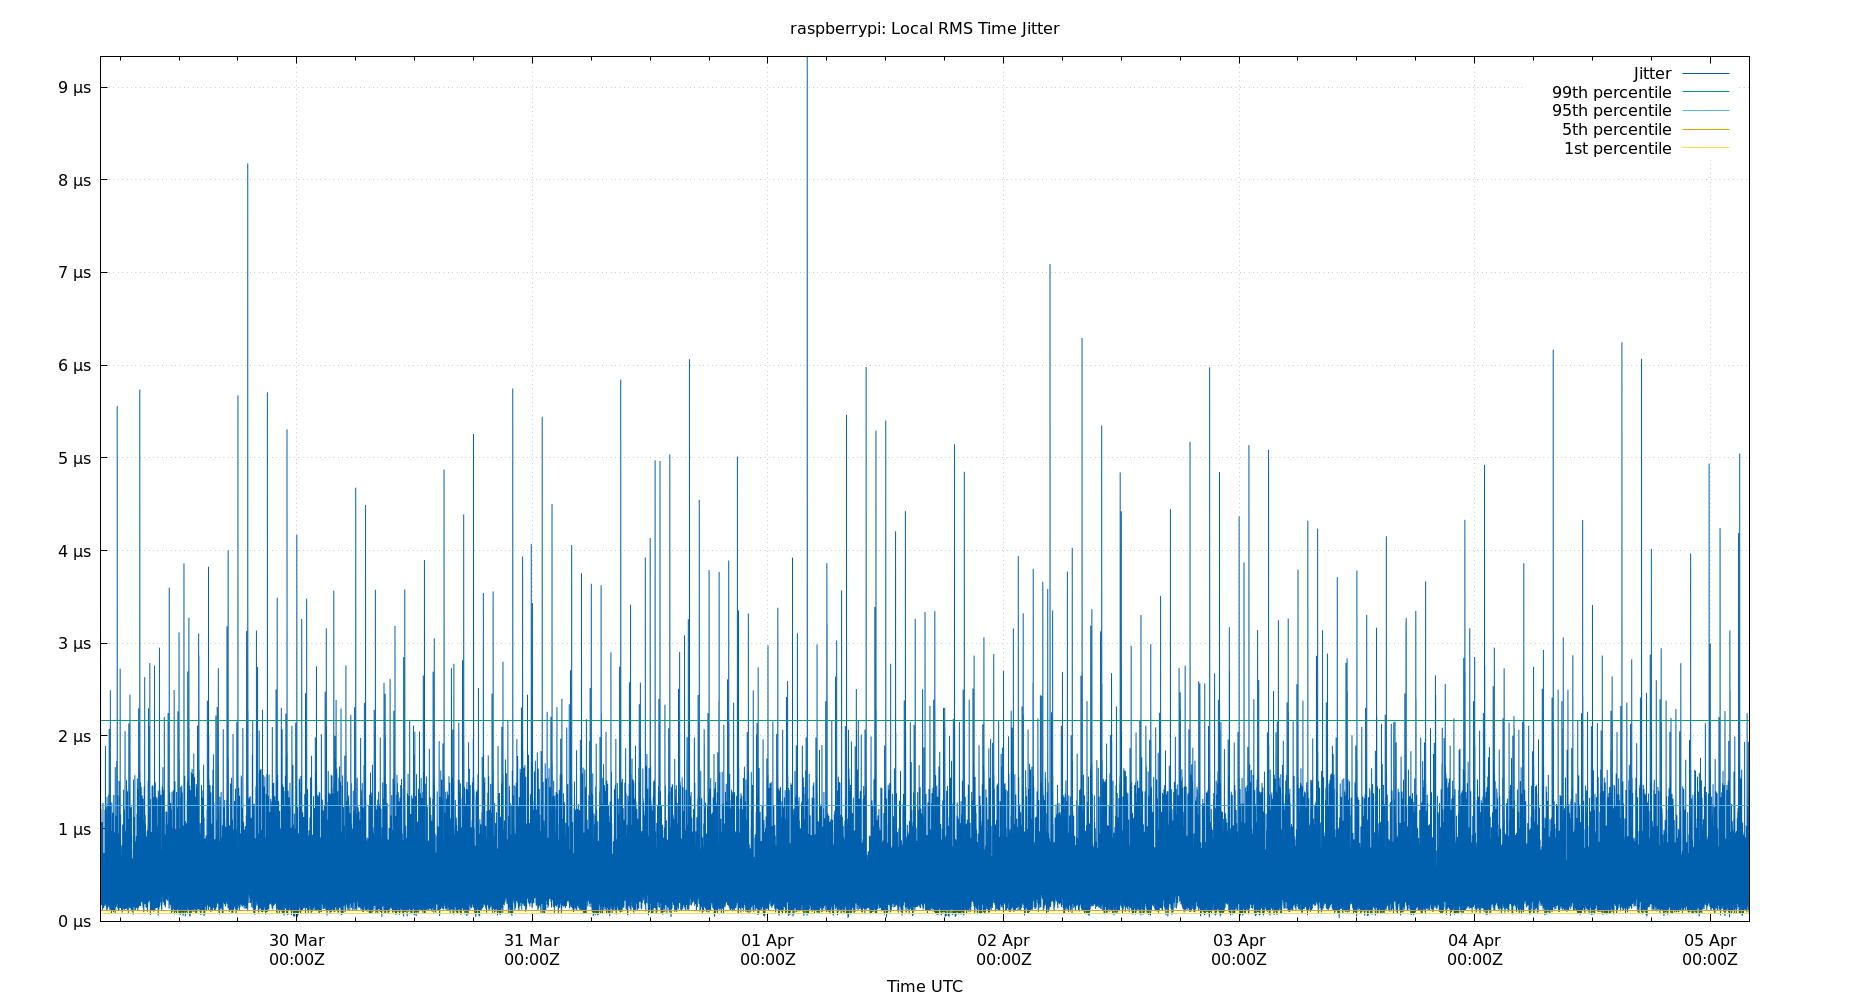 raspberrypi: Local RMS Time Jitter
Jitter
99th percentile
95th percentile
5th percentile
1st percentile
9 µs
8 µs
7 µs
6 µs
5 µs
4 µs
3 µs
2 µs
1 µs
0 µs
30 Mar 31 Mar 01 Apr 02 Apr 03 Apr 04 Apr 05 Apr
00:00Z 00:00Z 00:00Z 00:00Z 00:00Z 00:00Z 00:00Z
Time UTC